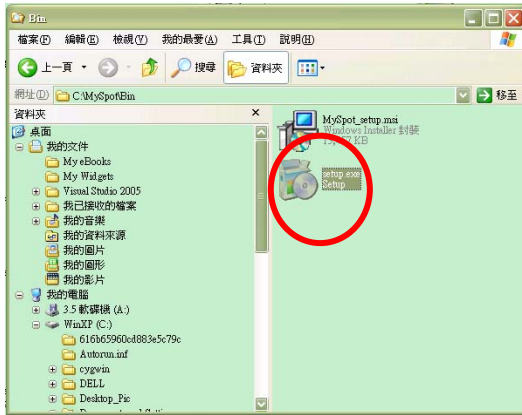 Bin
檔案(F) 編輯(E) 檢視(V) 我的最愛(A) 工具(T) 說明(H)
上一頁 搜尋 資料夾
網址(D) C:\MySpot\Bin 移至
資料夾
桌面
我的文件
My eBooks
My Widgets
Visual Studio 2005
我已接收的檔案
我的音樂
我的資料來源
我的圖片
我的圖形
我的影片
我的電腦
3.5 軟碟機 (A:)
WinXP (C:)
616b65960cd883e5c79c
Autorun.inf
cygwin
DELL
Desktop_Pic
MySpot_setup.msi
Windows Installer 封裝
KB
setup.exe
Setup